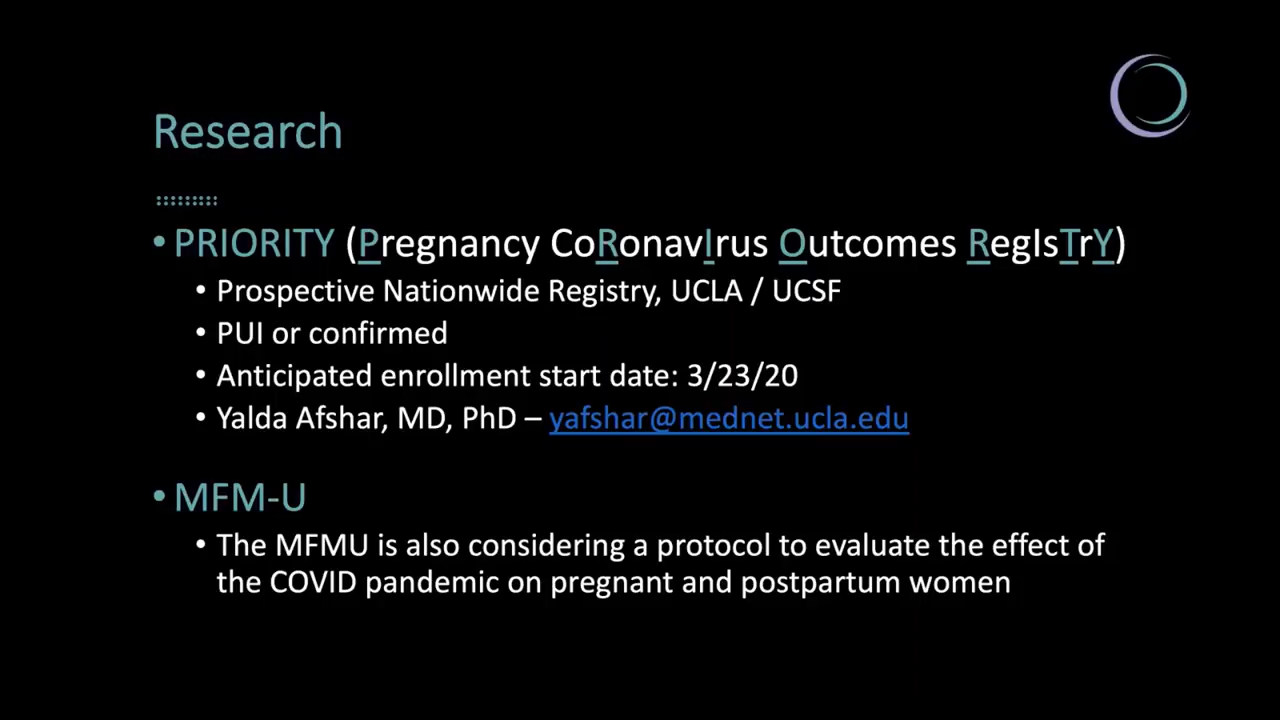 Research
• PRIORITY (Pregnancy CoRonavIrus Outcomes RegIsTrY)
• Prospective Nationwide Registry, UCLA / UCSF
• PUI or confirmed
• Anticipated enrollment start date: 3/23/20
• Yalda Afshar, MD, PhD – yafshar@mednet.ucla.edu
• MFM-U
• The MFMU is also considering a protocol to evaluate the effect of
the COVID pandemic on pregnant and postpartum women